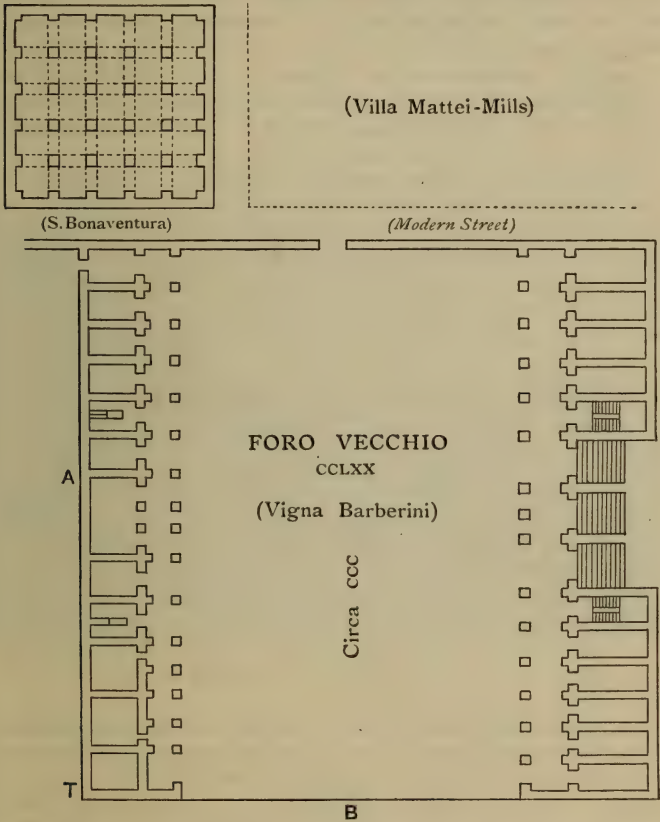 (Villa Mattei-Mills)
(S. Bonaventura)
(Modern Street)
FORO VECCHIO
CCLXX
(Vigna Barberini)
Circa CCC
A
T
B